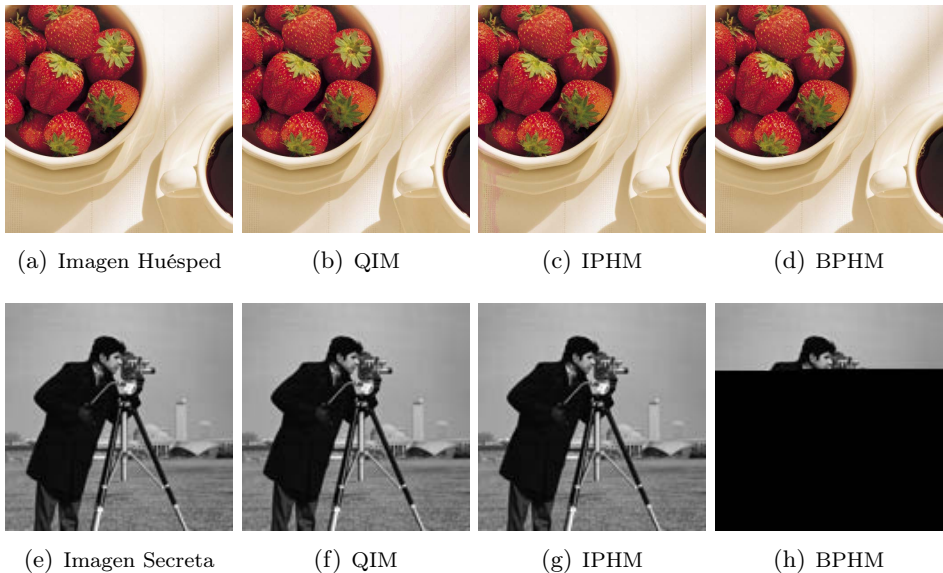 (a) Imagen Huésped
(b) QIM
(c) IPHM
(d) BPHM
(e) Imagen Secreta
(f) QIM
(g) IPHM
(h) BPHM